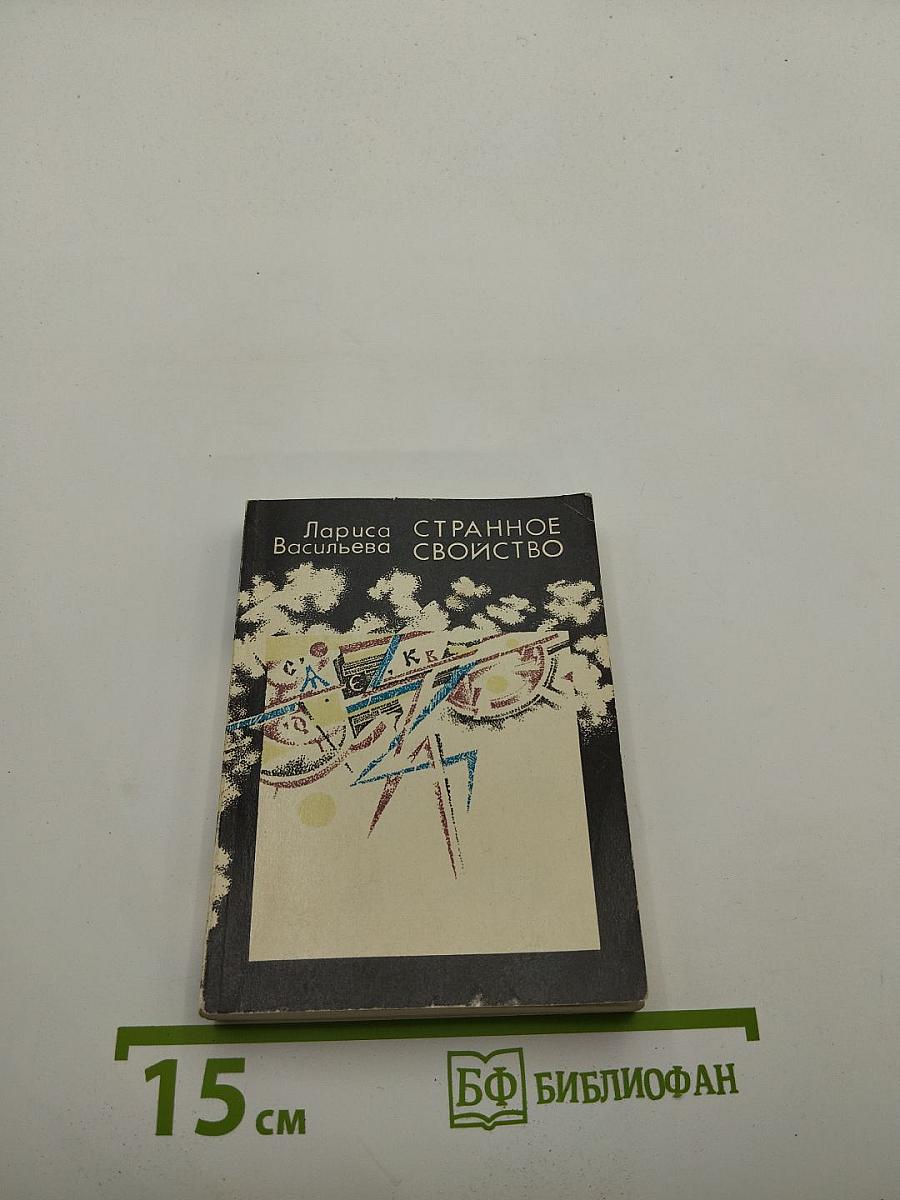 Лариса
Васильева
СТРАННОЕ
СВОЙСТВО
15 см
БФ БИБЛИОФАН